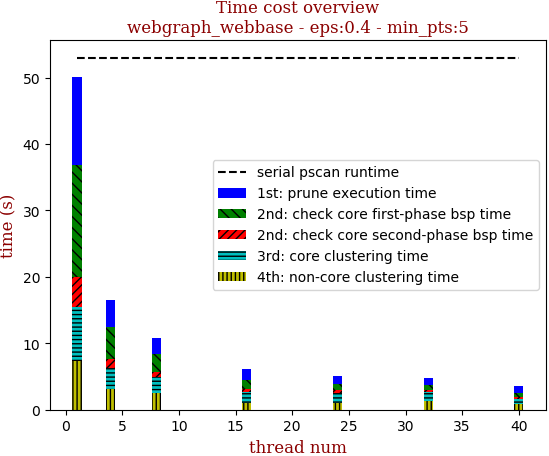 Time cost overview
webgraph_webbase - eps:0.4 - min_pts:5
time (s)
50
40
30
20
10
0
serial pscan runtime
1st: prune execution time
2nd: check core first-phase bsp time
2nd: check core second-phase bsp time
3rd: core clustering time
4th: non-core clustering time
0 5 10 15 20 25 30 35 40
thread num